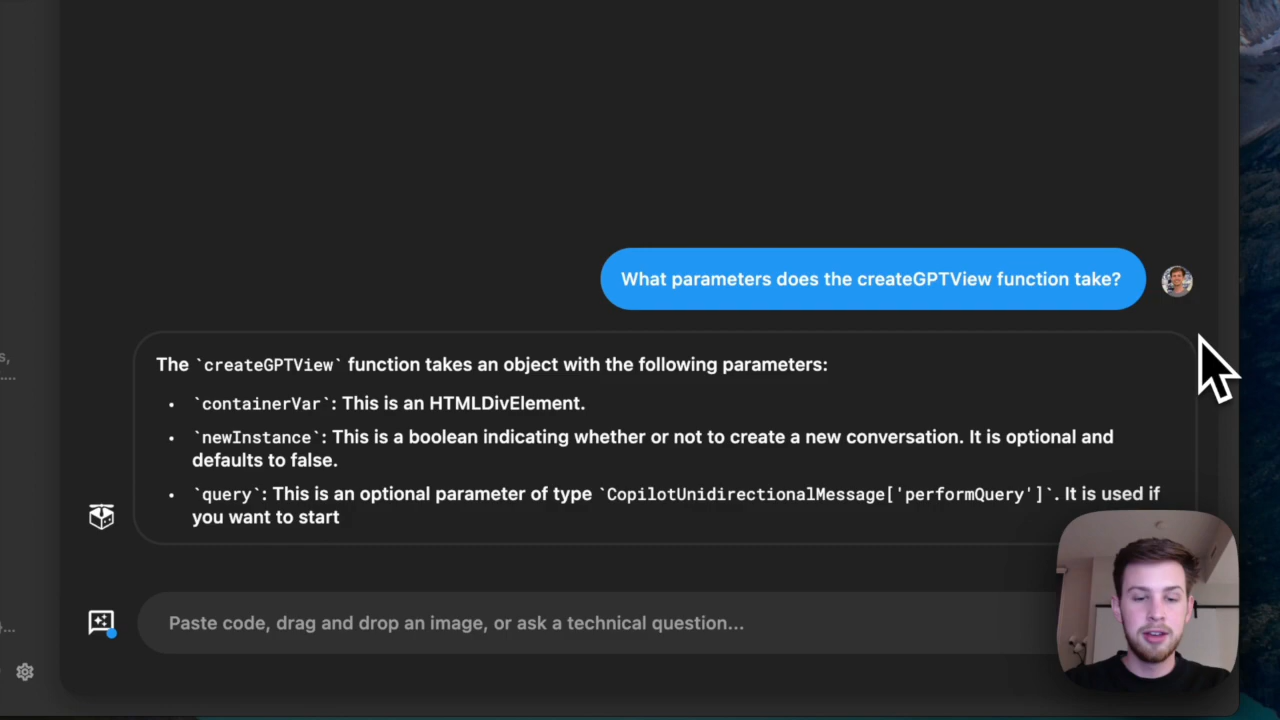 What parameters does the createGPTView function take?
s,
....
The `createGPTView` function takes an object with the following parameters:
• `containerVar`: This is an HTMLDivElement.
• `newInstance`: This is a boolean indicating whether or not to create a new conversation. It is optional and
defaults to false.
• `query`: This is an optional parameter of type `CopilotUnidirectionalMessage['performQuery']`. It is used if
you want to start
Paste code, drag and drop an image, or ask a technical question...
...